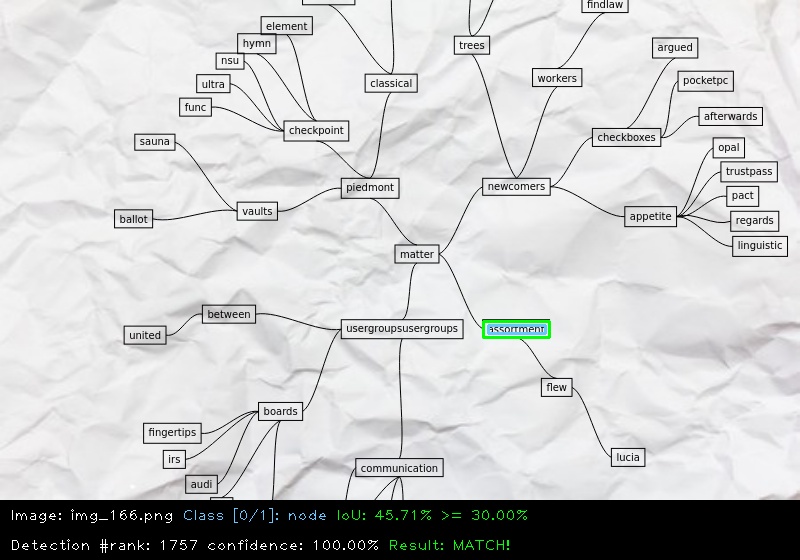 findlaw
element
argued
hymn
trees
nsu
workers
pocketpc
ultra
classical
func
afterwards
checkpoint
checkboxes
sauna
opal
trustpass
piedmont
newcomers
pact
vaults
appetite
ballot
regards
linguistic
matter
between
united
usergroupsusergroups
assortment
flew
boards
fingertips
irs
lucia
communication
audi
Image: img_166.png Class [0/1]: node IoU: 45.71% >= 30.00%
Detection #rank: 1757 confidence: 100.00% Result: MATCH!